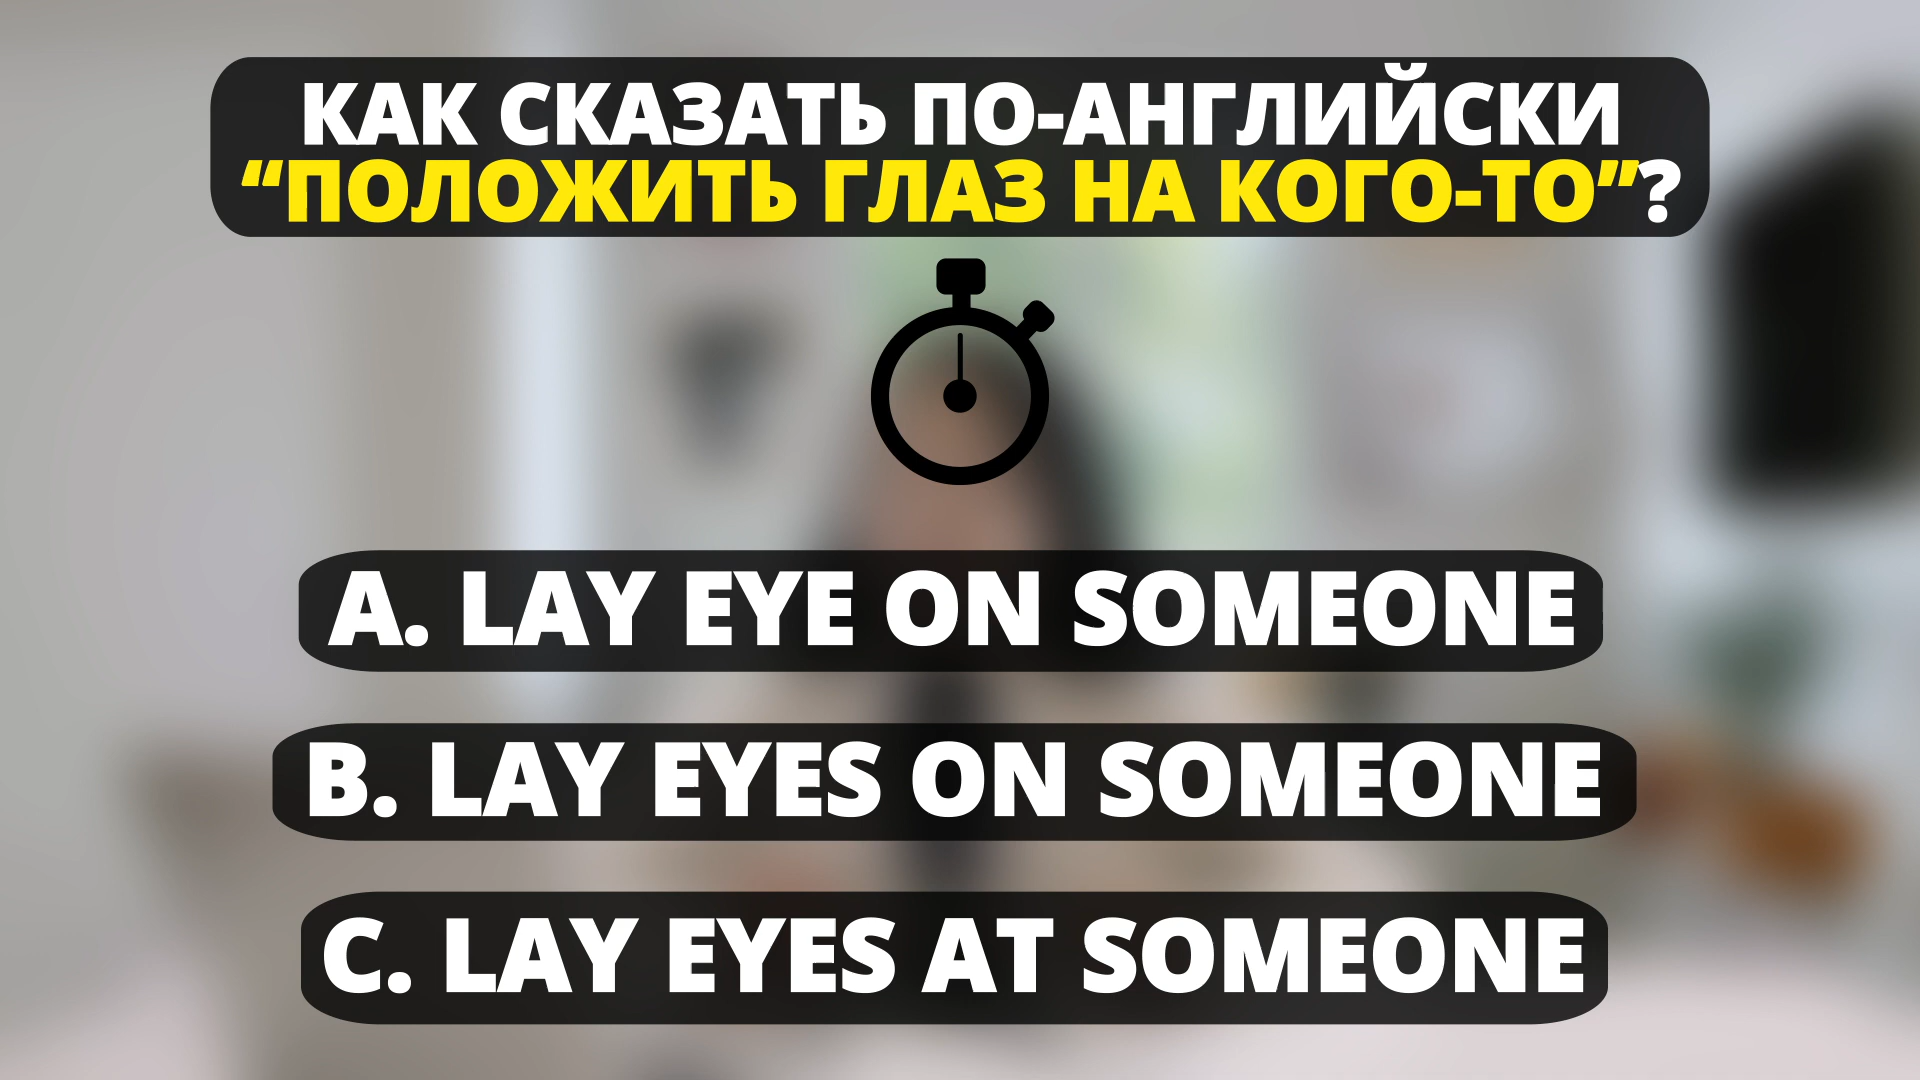 КАК СКАЗАТЬ ПО-АНГЛИЙСКИ
“ПОЛОЖИТЬ ГЛАЗ НА КОГО-ТО”?
A. LAY EYE ON SOMEONE
B. LAY EYES ON SOMEONE
C. LAY EYES AT SOMEONE